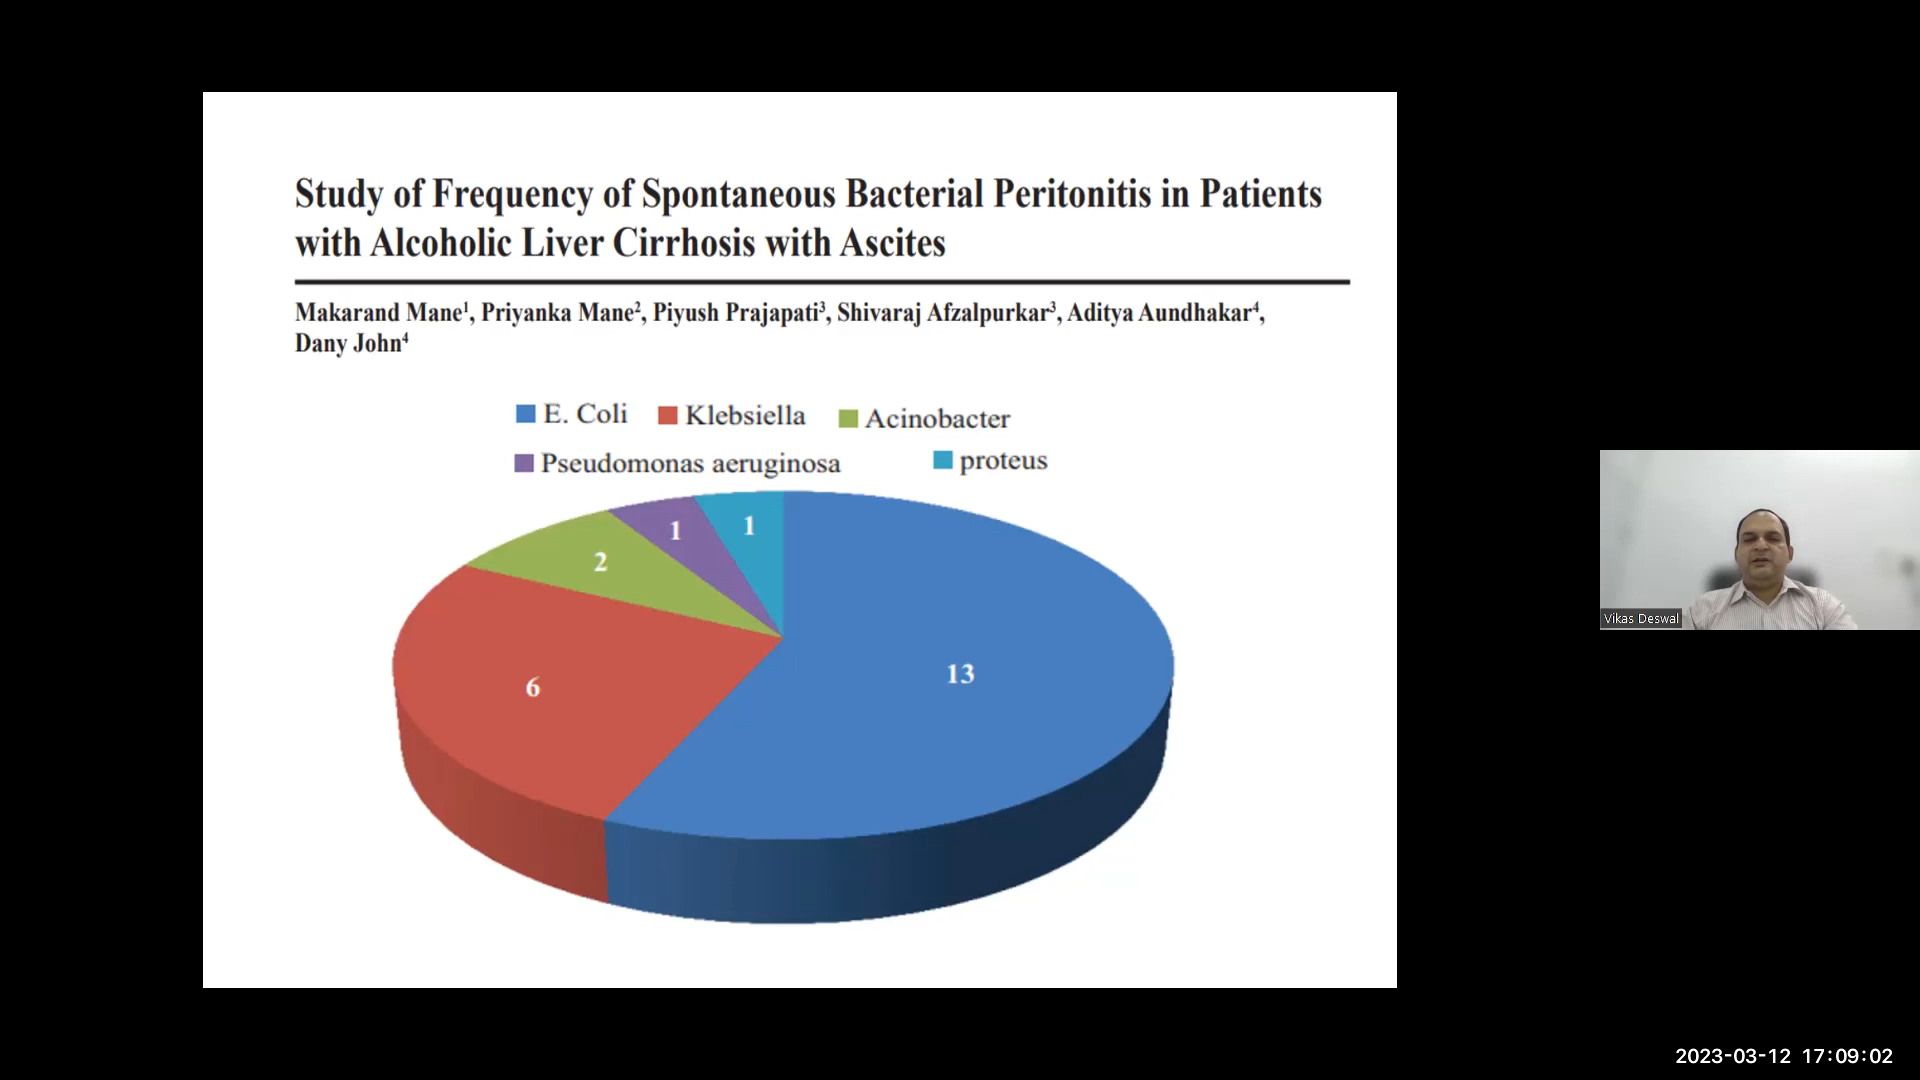 Study of Frequency of Spontaneous Bacterial Peritonitis in Patients
with Alcoholic Liver Cirrhosis with Ascites
Makarand Mane¹, Priyanka Mane², Piyush Prajapati³, Shivaraj Afzalpurkar³, Aditya Aundhakar⁴,
Dany John⁴
E. Coli Klebsiella Acinobacter
Pseudomonas aeruginosa proteus
1 1
2
13
6
Vikas Deswal
2023-03-12 17:09:02